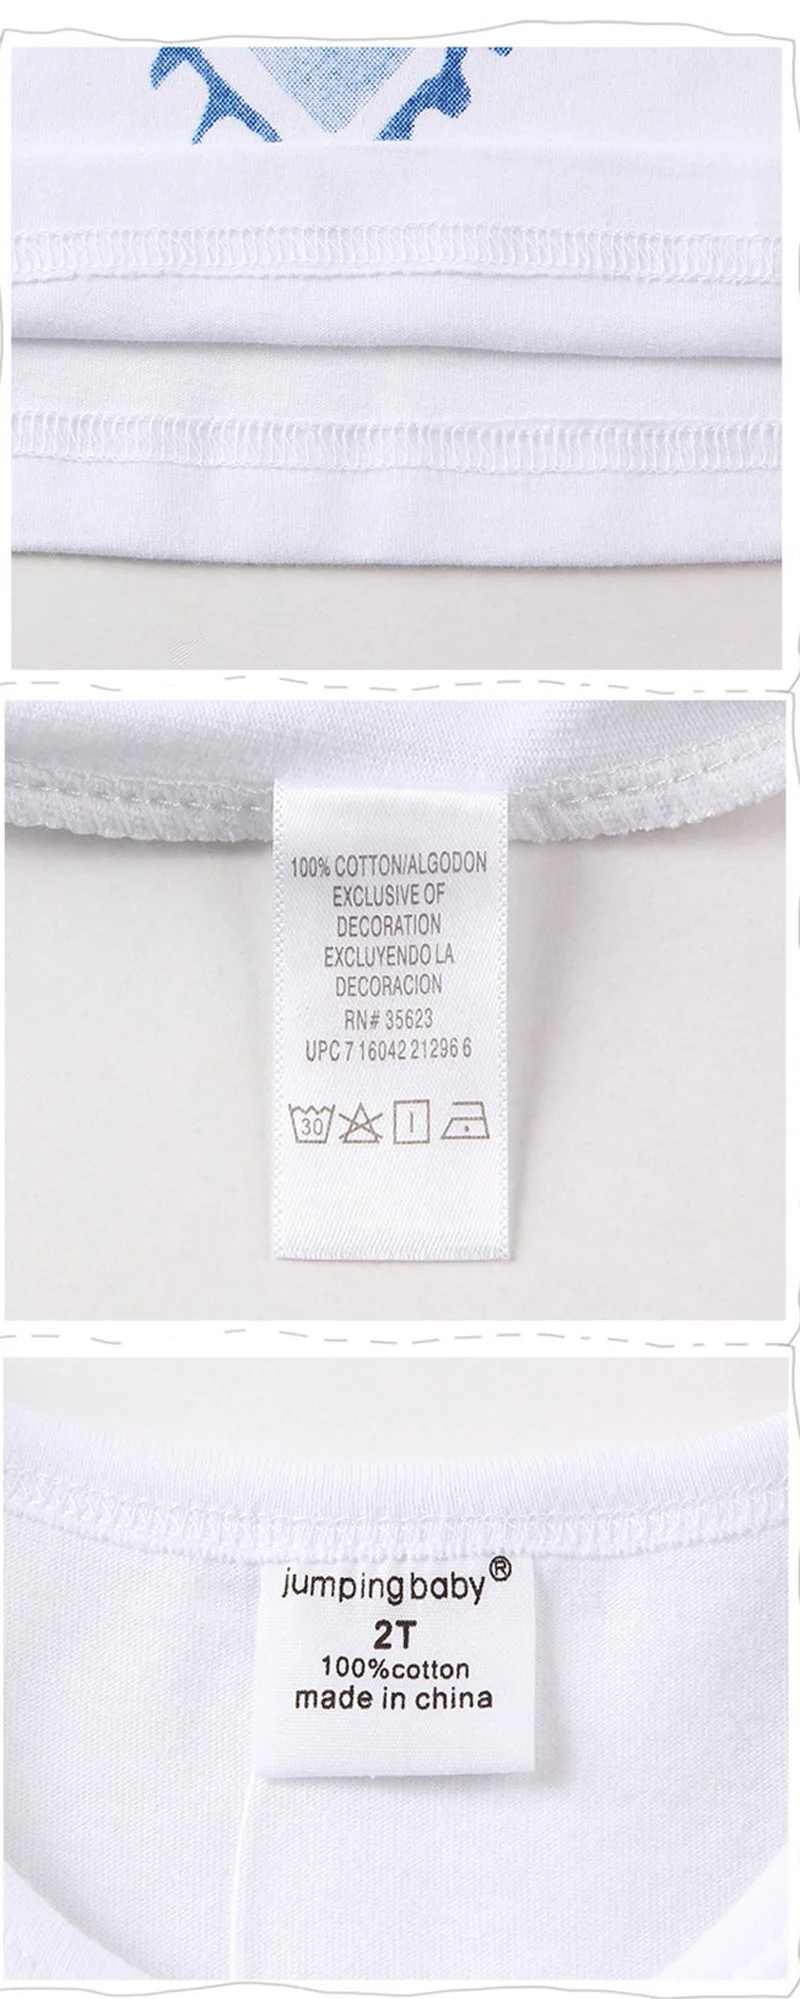 100% COTTON/ALGODON
EXCLUSIVE OF
DECORATION
EXCLUYENDO LA
DECORACION
RN# 35623
UPC 7 16042 21296 6
30
jumpingbaby®
2T
100%cotton
made in china